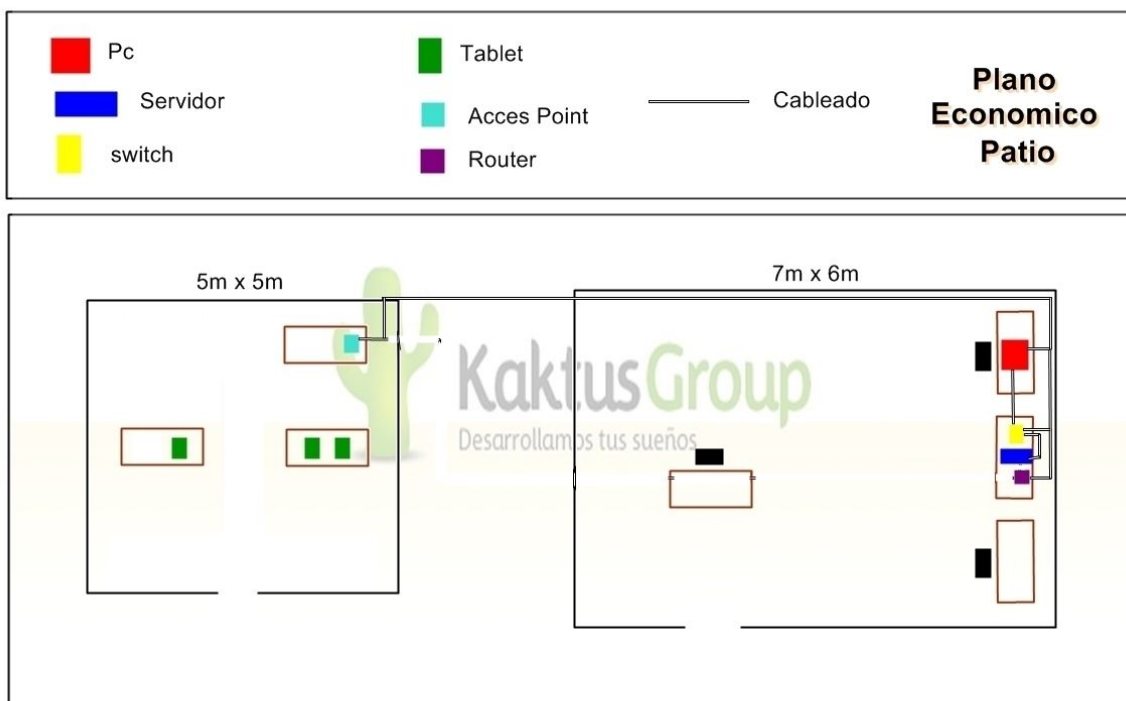 Pc
Servidor
switch
Tablet
Acces Point
Router
Cableado
Plano
Economico
Patio
5m x 5m
7m x 6m
KaktusGroup
Desarrollamos tus sueños